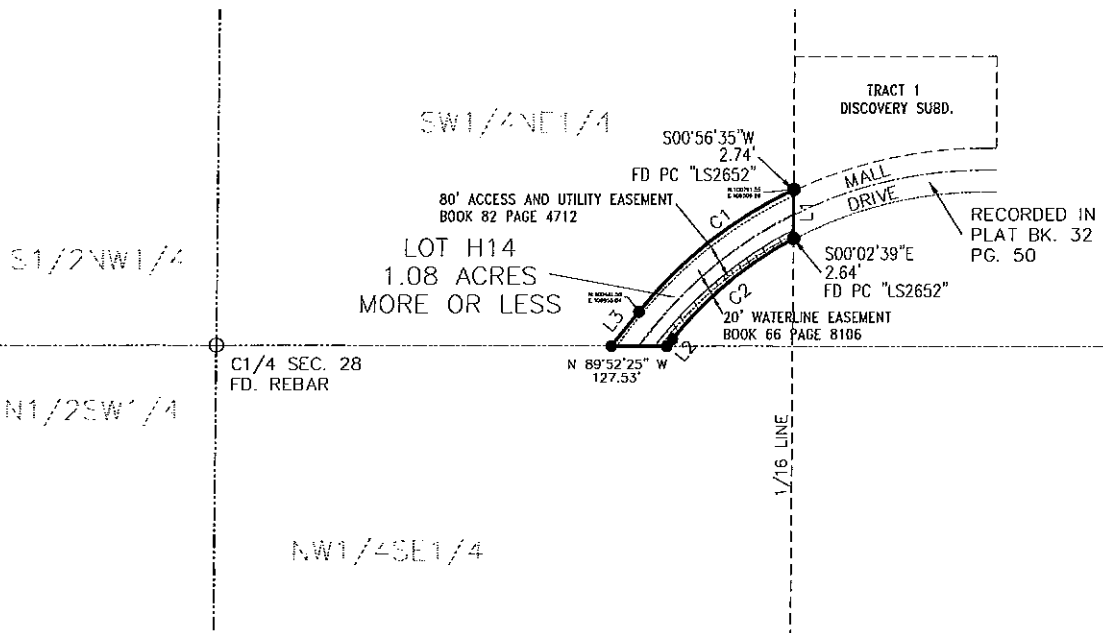 TRACT 1
DISCOVERY SUBD.
SW1/4NE1/4
S00°56'35"W
2.74'
FD PC "LS2652"
MALL
DRIVE
80' ACCESS AND UTILITY EASEMENT
BOOK 82 PAGE 4712
C1
L1
RECORDED IN
PLAT BK. 32
PG. 50
LOT H14
1.08 ACRES
MORE OR LESS
S1/2NW1/4
S00°02'39"E
2.64'
FD PC "LS2652"
C2
L3
20' WATERLINE EASEMENT
BOOK 66 PAGE 8106
L2
C1/4 SEC. 28
FD. REBAR
N 89°52'25" W
127.53'
N1/2SW1/4
1/16 LINE
NW1/4SE1/4